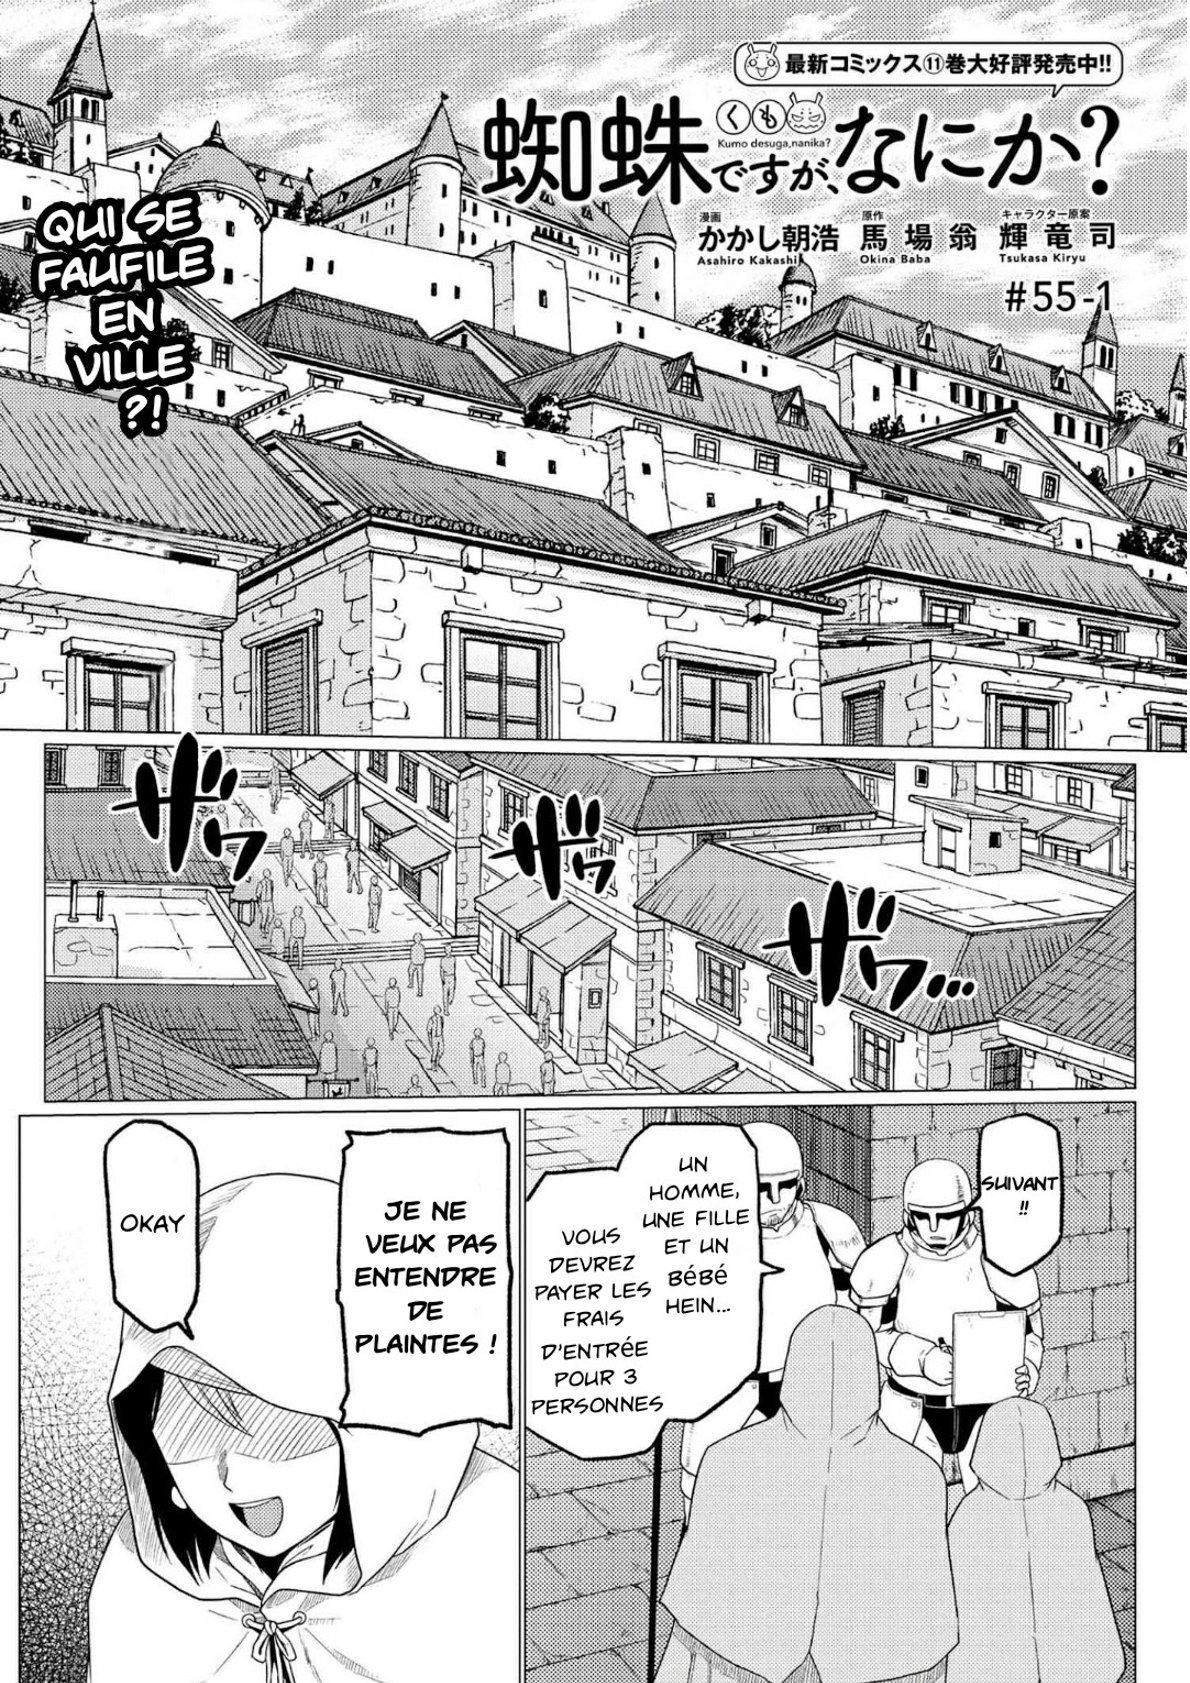 最新コミックス⑪巻大好評発売中!!
蜘蛛ですが、なにか?
くも
Kumo desuga,nanika?
漫画
かかし朝浩
Asahiro Kakashi
原作
馬場翁
Okina Baba
キャラクター原案
輝竜司
Tsukasa Kiryu
#55-1
QUI SE
FAUFILE
EN
VILLE
?!
ザワ
ザワ
ザワ…
SUIVANT
!!
UN
HOMME,
UNE FILLE
ET UN
BÉBÉ
HEIN...
VOUS
DEVREZ
PAYER LES
FRAIS
D'ENTRÉE
POUR 3
PERSONNES
JE NE
VEUX PAS
ENTENDRE
DE
PLAINTES !
OKAY